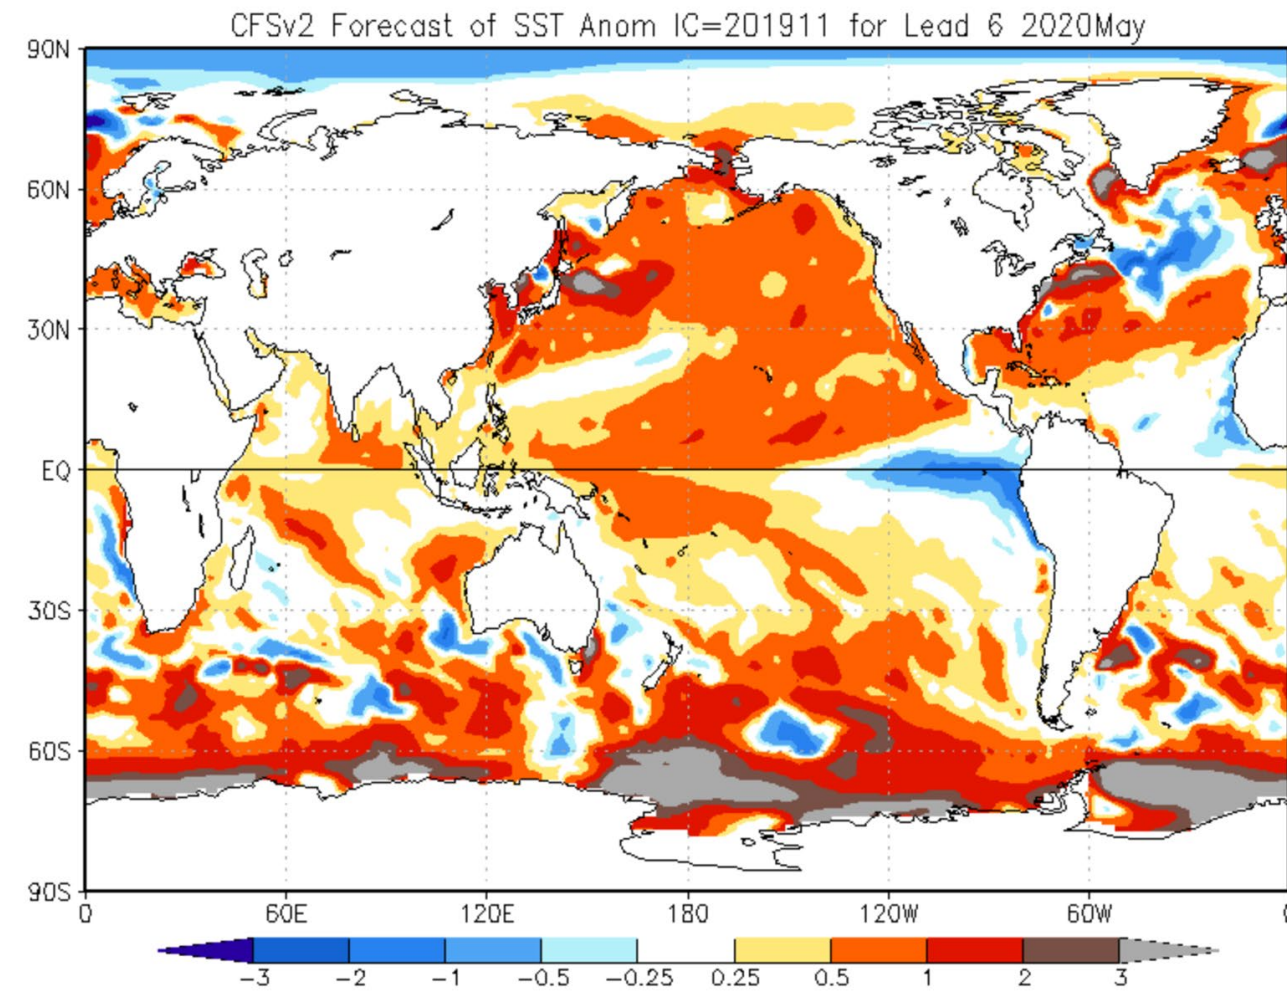 CFSv2 Forecast of SST Anom IC=201911 for Lead 6 2020May
90N
60N
30N
EQ
30S
60S
90S
0 60E 120E 180 120W 60W 0
-3 -2 -1 -0.5 -0.25 0.25 0.5 1 2 3